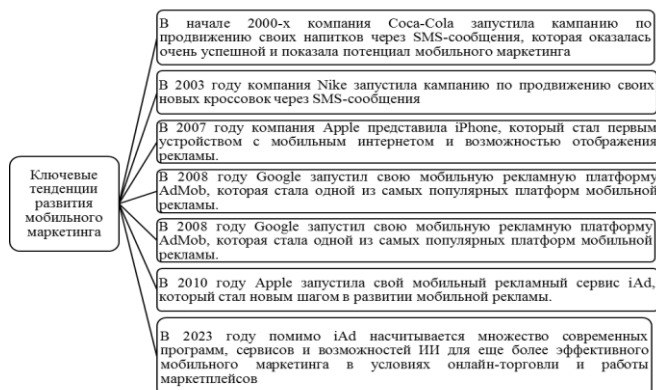 В начале 2000-х компания Coca-Cola запустила кампанию по
продвижению своих напитков через SMS-сообщения, которая оказалась
очень успешной и показала потенциал мобильного маркетинга
В 2003 году компания Nike запустила кампанию по продвижению своих
новых кроссовок через SMS-сообщения
В 2007 году компания Apple представила iPhone, который стал первым
устройством с мобильным интернетом и возможностью отображения
рекламы.
Ключевые
тенденции
развития
мобильного
маркетинга
В 2008 году Google запустил свою мобильную рекламную платформу
AdMob, которая стала одной из самых популярных платформ мобильной
рекламы.
В 2008 году Google запустил свою мобильную рекламную платформу
AdMob, которая стала одной из самых популярных платформ мобильной
рекламы.
В 2010 году Apple запустила свой мобильный рекламный сервис iAd,
который стал новым шагом в развитии мобильной рекламы.
В 2023 году помимо iAd насчитывается множество современных
программ, сервисов и возможностей ИИ для еще более эффективного
мобильного маркетинга в условиях онлайн-торговли и работы
маркетплейсов